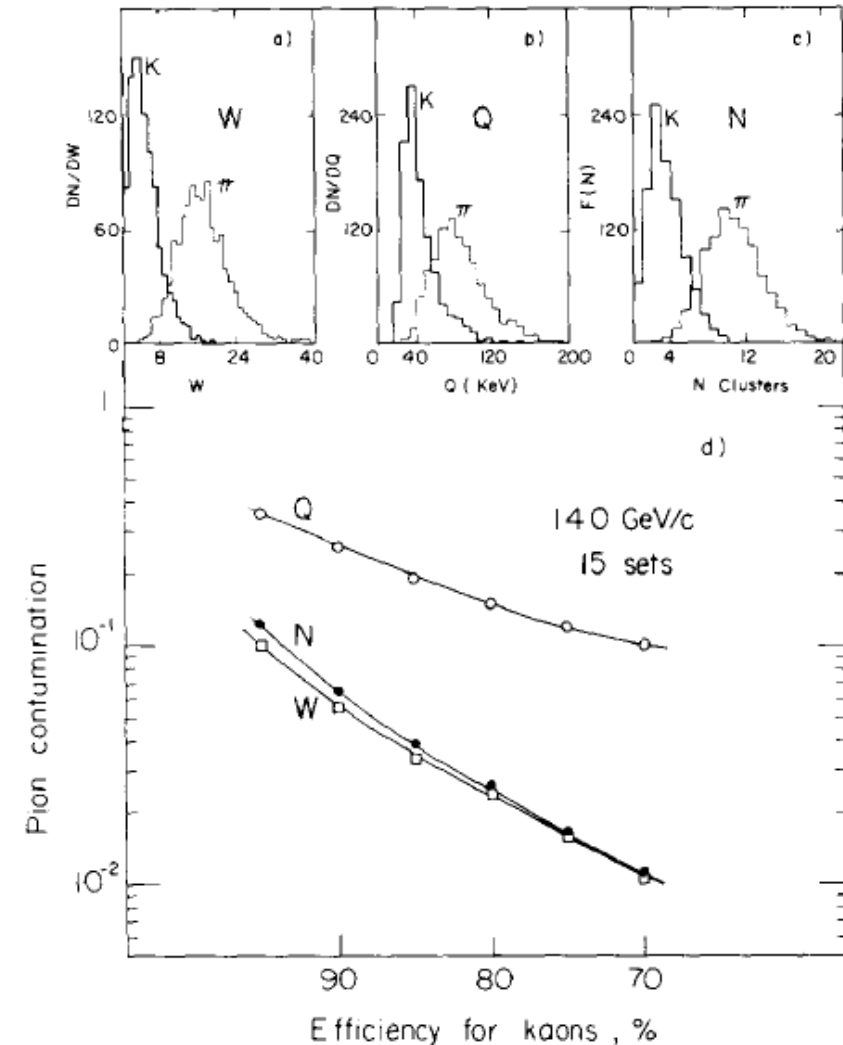 a)
K
W
π
DN/DW
120
60
0
8
24
40
W
b)
K
Q
π
DN/DQ
240
120
0
40
120
200
Q (KeV)
c)
K
N
π
F(N)
240
120
0
4
12
20
N Clusters
d)
1
10⁻¹
10⁻²
Pion contumination
Q
N
W
140 GeV/c
15 sets
90
80
70
Efficiency for kaons, %